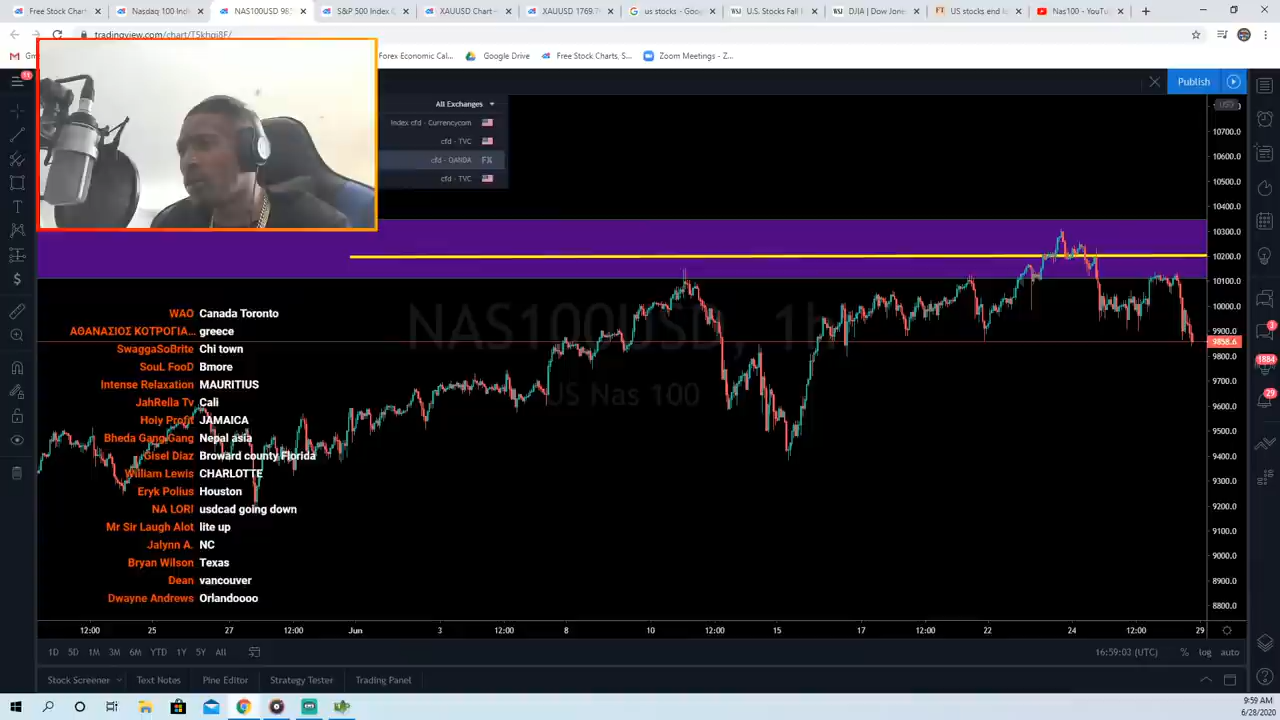 Free Stock Charts
Nasdaq 100 Ind
NAS100USD 98
S&P 500 Index C
XAUUSD Chart
XAUUSD 1769.7
us stocks - Goog
U.S. Stocks Fall
DJIA | Dow Jone
US stocks end l
Nas100 - YouTu
tradingview.com/chart/T5khqi8F/
Gm
Forex Economic Cal...
Google Drive
Free Stock Charts, S...
Zoom Meetings - Z...
11
All Exchanges
Publish
USD
Index cfd - Currencycom
cfd - TVC
cfd - OANDA FX
cfd - TVC
10700.0
10600.0
10500.0
10400.0
10300.0
10200.0
10100.0
10000.0
9900.0
9858.6
9800.0
9700.0
9600.0
9500.0
9400.0
9300.0
9200.0
9100.0
9000.0
8900.0
8800.0
NAS100USD, 1h
US Nas 100
WAO Canada Toronto
ΑΘΑΝΑΣΙΟΣ ΚΟΤΡΟΓΙΑ... greece
SwaggaSoBrite Chi town
SouL FooD Bmore
Intense Relaxation MAURITIUS
JahRella Tv Cali
Holy Profit JAMAICA
Bheda Gang Gang Nepal asia
Gisel Diaz Broward county Florida
William Lewis CHARLOTTE
Eryk Polius Houston
NA LORI usdcad going down
Mr Sir Laugh Alot lite up
Jalynn A. NC
Bryan Wilson Texas
Dean vancouver
Dwayne Andrews Orlandoooo
3
1884
29
12:00 25 27 12:00 Jun 3 12:00 8 10 12:00 15 17 12:00 22 24 12:00 29
1D 5D 1M 3M 6M YTD 1Y 5Y All
16:59:03 (UTC) % log auto
Stock Screener Text Notes Pine Editor Strategy Tester Trading Panel
9:59 AM
6/28/2020